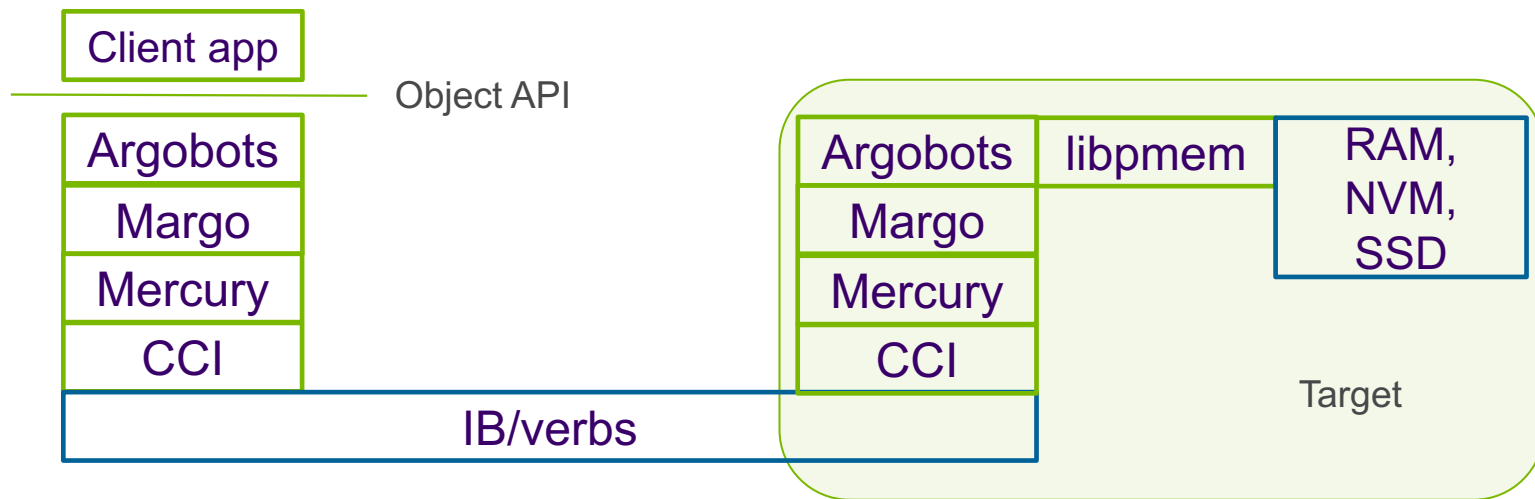 Client app
Object API
Argobots
Margo
Mercury
CCI
IB/verbs
Argobots
Margo
Mercury
CCI
libpmem
RAM,
NVM,
SSD
Target